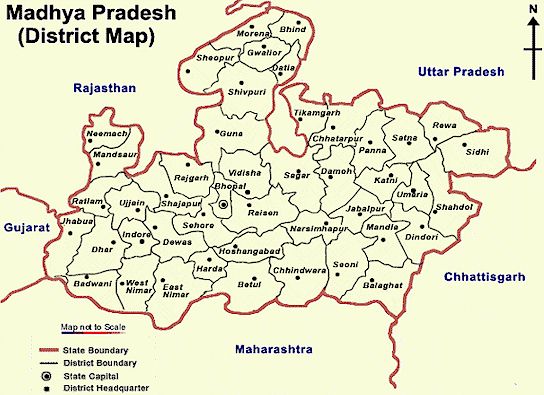 Madhya Pradesh
(District Map)
N
Rajasthan
Uttar Pradesh
Gujarat
Chhattisgarh
Maharashtra
Morena
Bhind
Sheopur
Gwalior
Datia
Shivpuri
Tikamgarh
Chhatarpur
Panna
Satna
Rewa
Sidhi
Neemach
Mandsaur
Guna
Rajgarh
Vidisha
Sagar
Damoh
Katni
Umaria
Shahdol
Ratlam
Ujjain
Shajapur
Bhopal
Raisen
Jabalpur
Narsimhapur
Mandla
Dindori
Jhabua
Dhar
Indore
Dewas
Sehore
Hoshangabad
Harda
Betul
Chhindwara
Seoni
Balaghat
Badwani
West
Nimar
East
Nimar
Map not to Scale
State Boundary
District Boundary
State Capital
District Headquarter